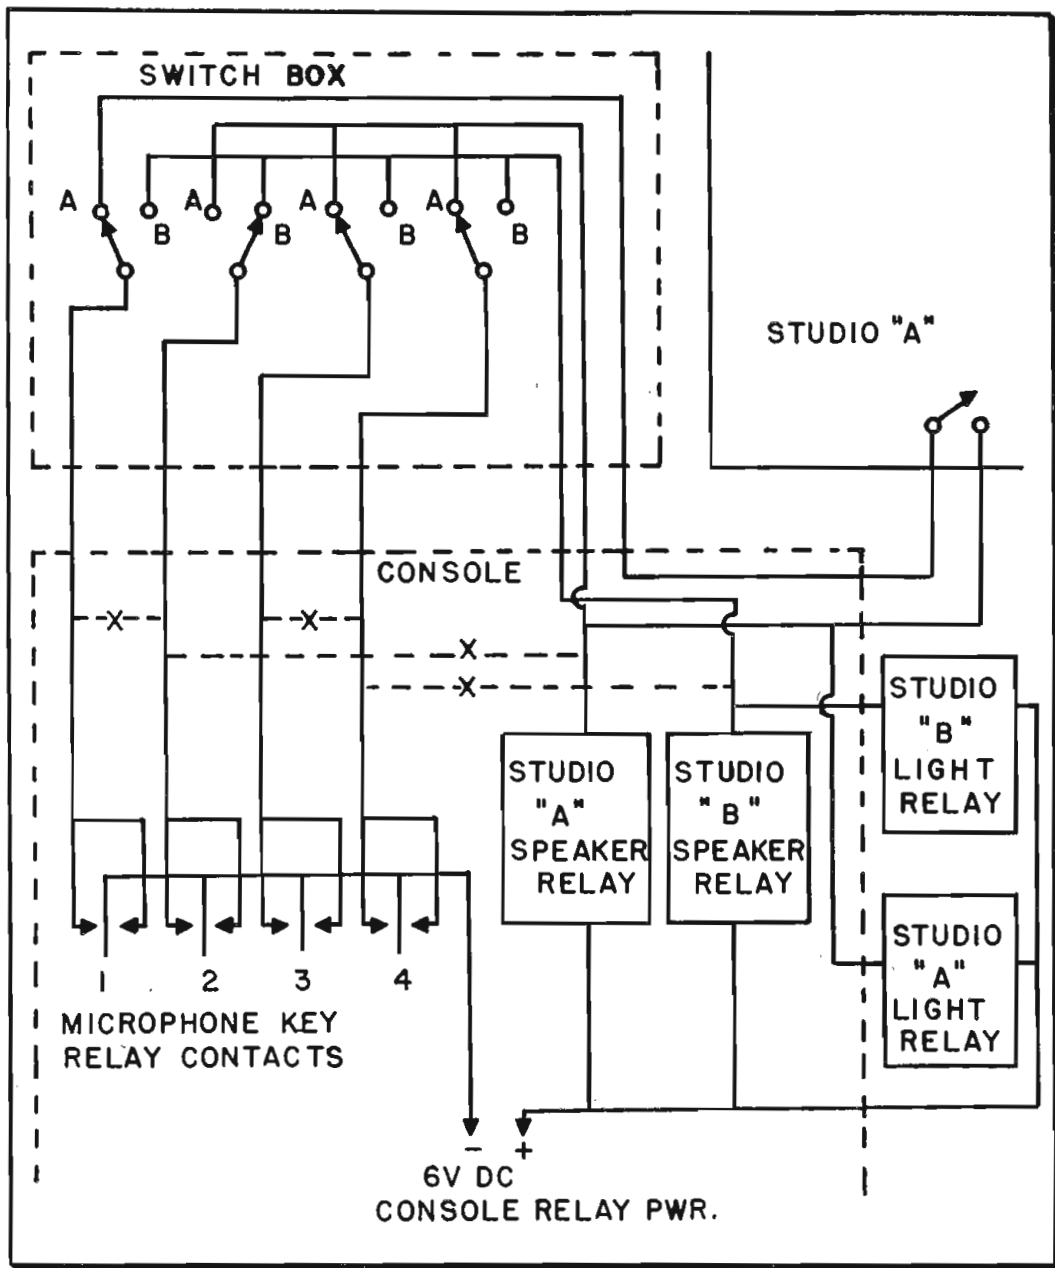 SWITCH BOX
A
B
A
B
A
B
A
B
STUDIO "A"
CONSOLE
X
X
X
X
STUDIO
"B"
LIGHT
RELAY
STUDIO
"A"
SPEAKER
RELAY
STUDIO
"B"
SPEAKER
RELAY
STUDIO
"A"
LIGHT
RELAY
1 2 3 4
MICROPHONE KEY
RELAY CONTACTS
- +
6V DC
CONSOLE RELAY PWR.